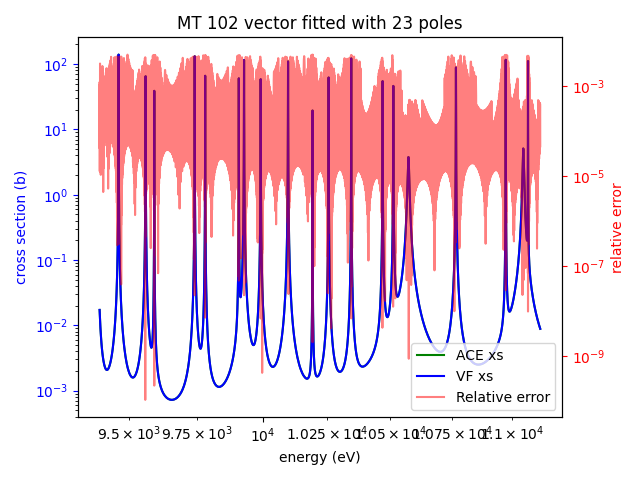 MT 102 vector fitted with 23 poles
cross section (b)
10²
10¹
10⁰
10⁻¹
10⁻²
10⁻³
10⁻³
10⁻⁵
10⁻⁷
10⁻⁹
relative error
ACE xs
VF xs
Relative error
9.5 × 10³
9.75 × 10³
10⁴
1.025 × 10⁴
1.05 × 10⁴
1.075 × 10⁴
1.1 × 10⁴
energy (eV)